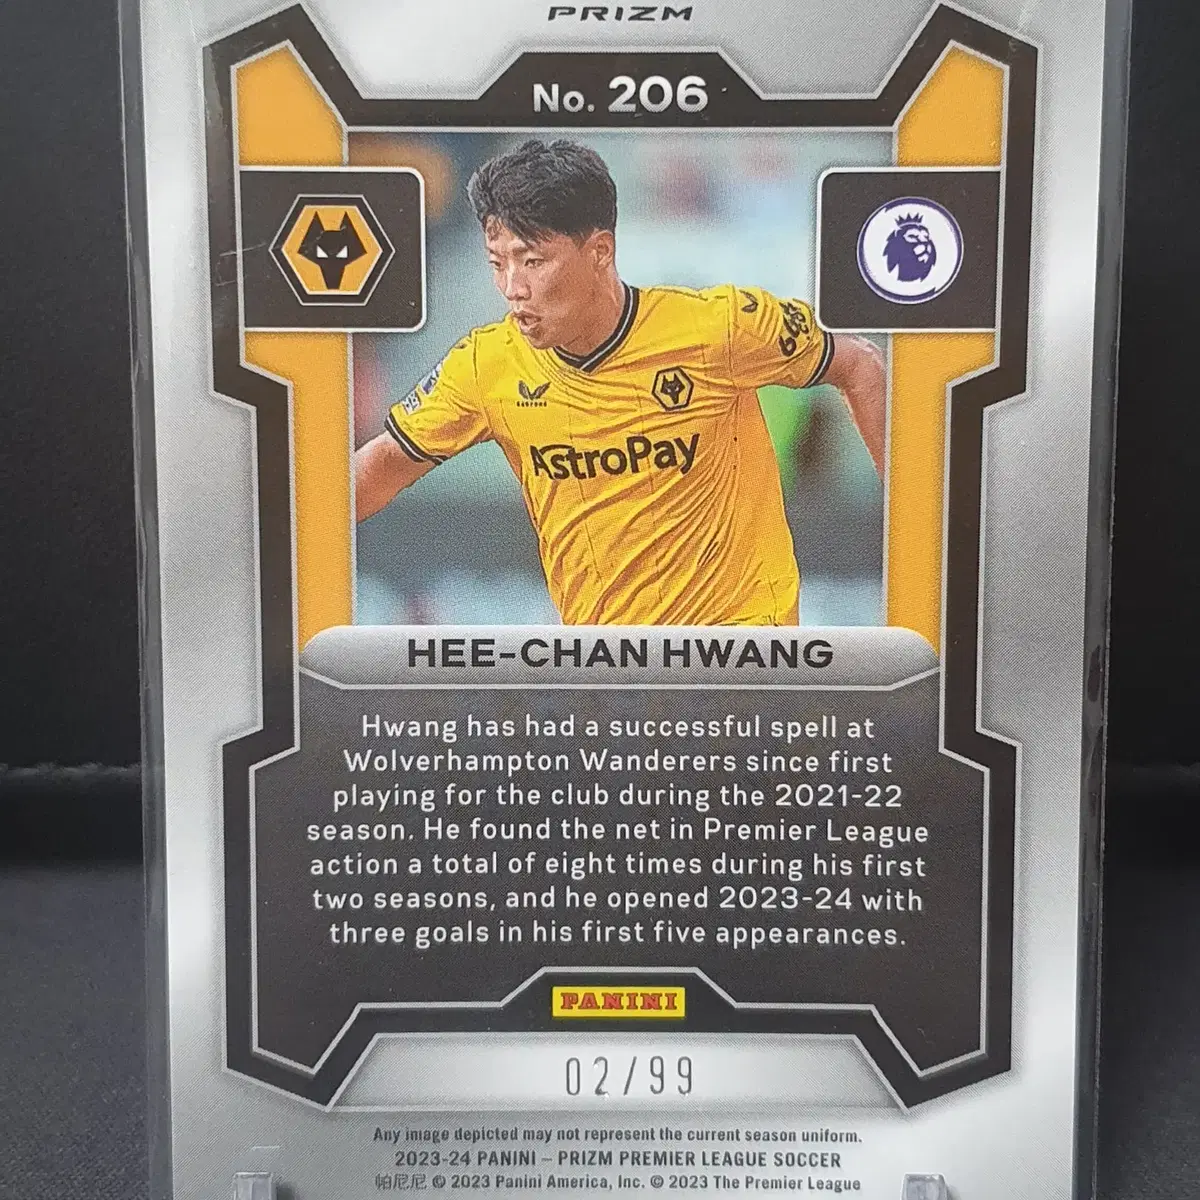 PRIZM
No. 206
CASTORE
AstroPay
HEE-CHAN HWANG
Hwang has had a successful spell at
Wolverhampton Wanderers since first
playing for the club during the 2021-22
season. He found the net in Premier League
action a total of eight times during his first
two seasons, and he opened 2023-24 with
three goals in his first five appearances.
PANINI
02/99
Any image depicted may not represent the current season uniform.
2023-24 PANINI – PRIZM PREMIER LEAGUE SOCCER
帕尼尼 © 2023 Panini America, Inc. © 2023 The Premier League